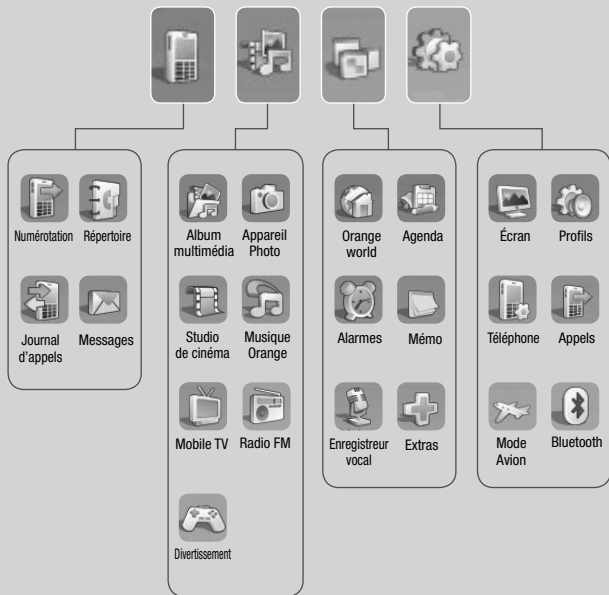 Numérotation
Répertoire
Journal
d'appels
Messages
Album
multimédia
Appareil
Photo
Studio
de cinéma
Musique
Orange
Mobile TV
Radio FM
Divertissement
Orange
world
Agenda
Alarmes
Mémo
Enregistreur
vocal
Extras
Écran
Profils
Téléphone
Appels
Mode
Avion
Bluetooth